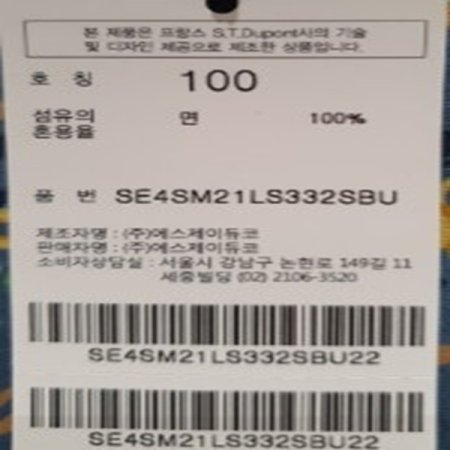 본 제품은 프랑스 S.T.Dupont사의 기술
및 디자인 제공으로 제조한 상품입니다.
호 칭 100
섬유의 면 100%
혼용율
품 번 SE4SM21LS332SBU
제조자명 : (주)에스제이듀코
판매자명 : (주)에스제이듀코
소비자상담실 : 서울시 강남구 논현로 149길 11
세중빌딩 (02) 2106-3520
SE4SM21LS332SBU22
SE4SM21LS332SBU22